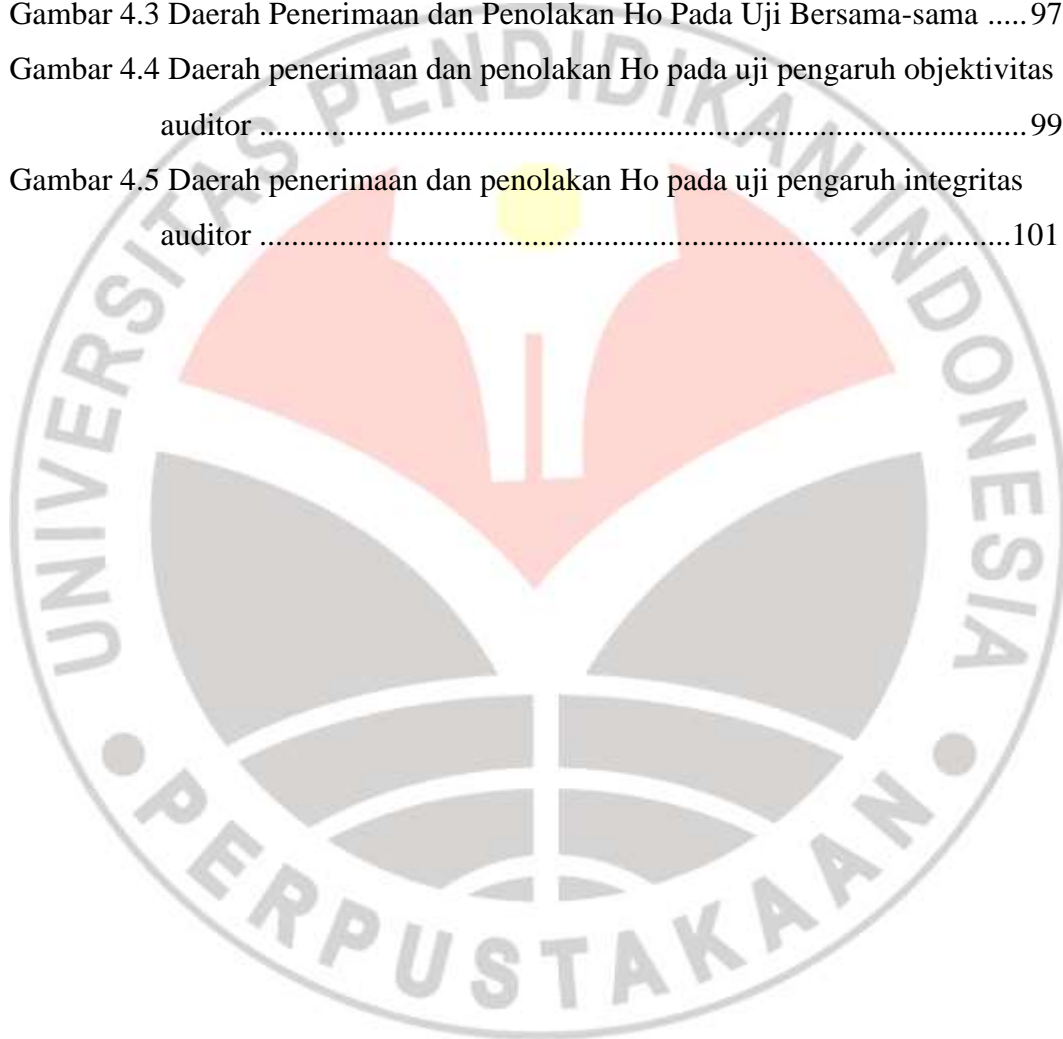 Gambar 4.3 Daerah Penerimaan dan Penolakan Ho Pada Uji Bersama-sama .....97
Gambar 4.4 Daerah penerimaan dan penolakan Ho pada uji pengaruh objektivitas
auditor ................................................................................................99
Gambar 4.5 Daerah penerimaan dan penolakan Ho pada uji pengaruh integritas
auditor ..............................................................................................101
UNIVERSITAS PENDIDIKAN INDONESIA
PERPUSTAKAAN